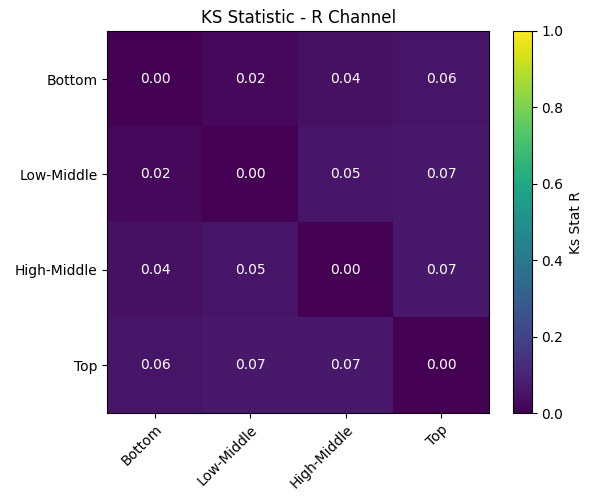 KS Statistic - R Channel
Bottom 0.00 0.02 0.04 0.06
Low-Middle 0.02 0.00 0.05 0.07
High-Middle 0.04 0.05 0.00 0.07
Top 0.06 0.07 0.07 0.00
Bottom Low-Middle High-Middle Top
1.0
0.8
0.6
0.4
0.2
0.0
Ks Stat R